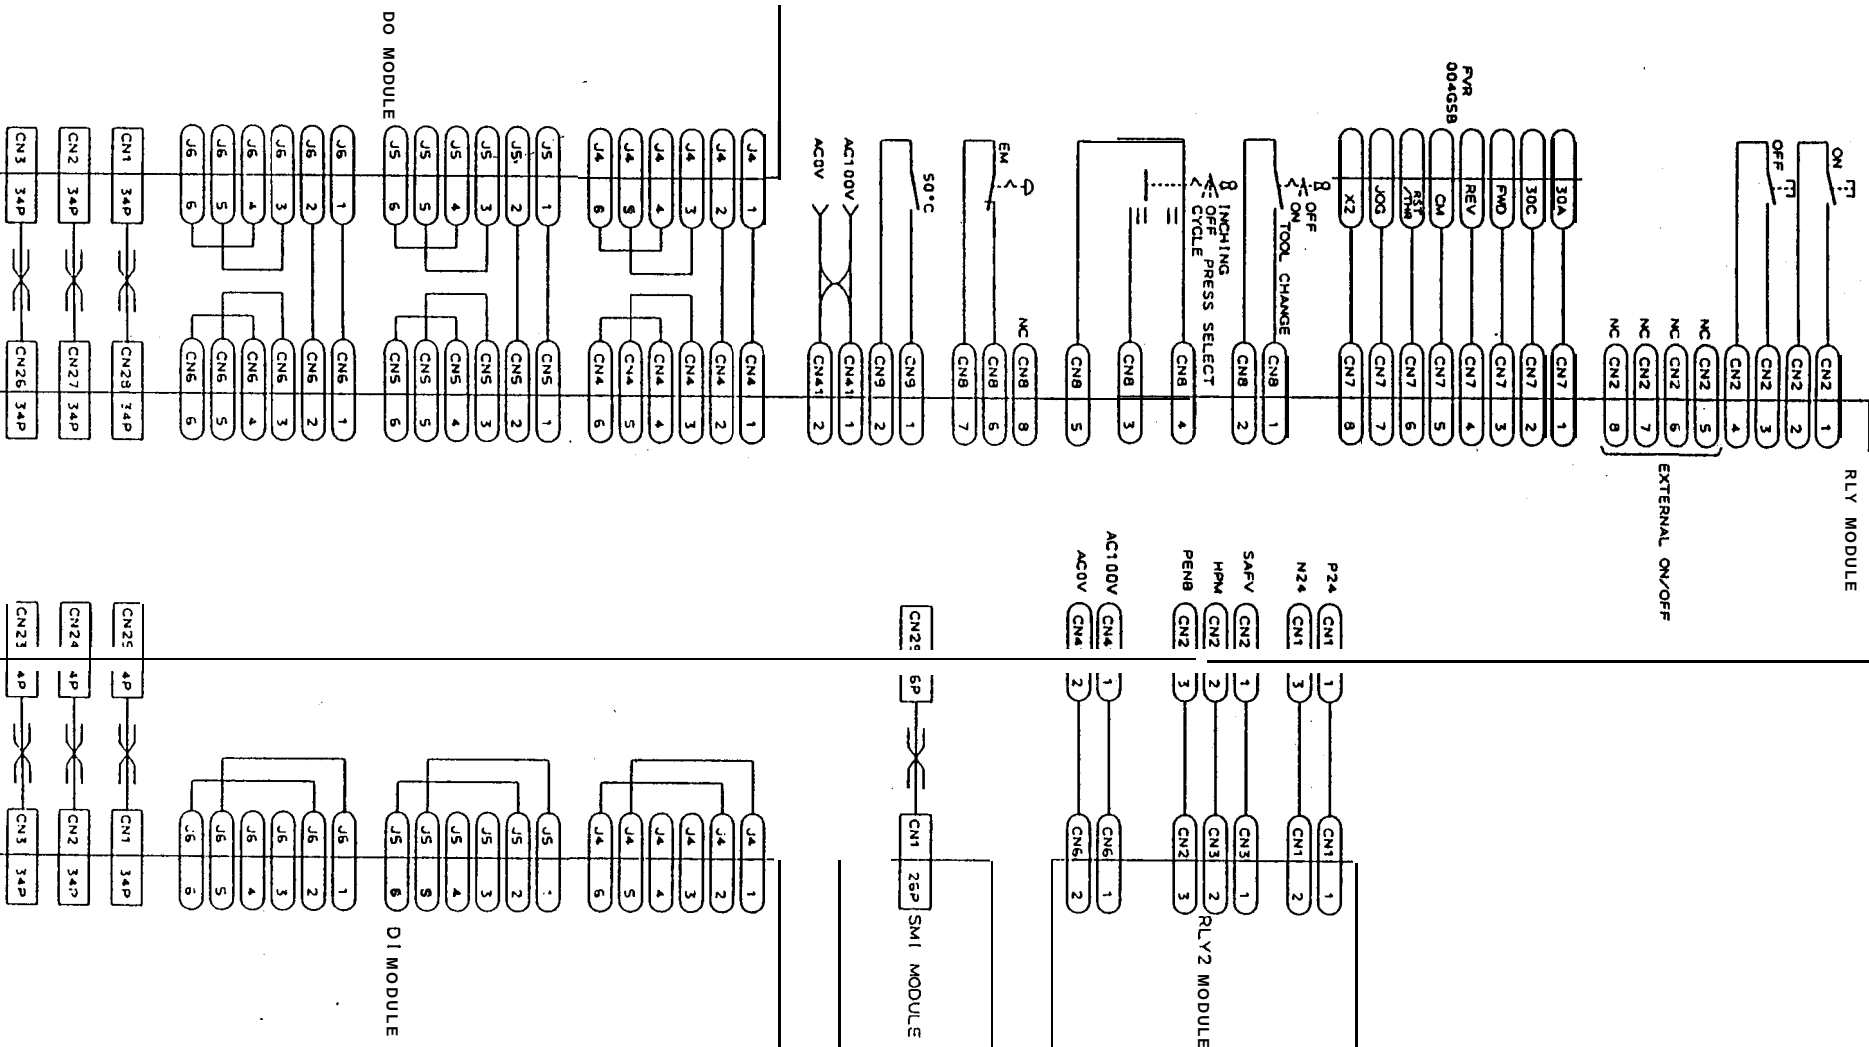 DO MODULE
CN3 34P
CN2 34P
CN1 34P
J6 6
J6 5
J6 4
J6 3
J6 2
J6 1
J5 6
J5 5
J5 4
J5 3
J5 2
J5 1
J4 6
J4 5
J4 4
J4 3
J4 2
J4 1
AC0V
AC100V
50°C
EM
INCHING
OFF
CYCLE
PRESS SELECT
OFF
ON
TOOL CHANGE
FVR
004GSB
X2
JOG
RST
/THR
CM
REV
FWD
30C
30A
OFF
ON
CN26 34P
CN27 34P
CN28 34P
CN6 6
CN6 5
CN6 4
CN6 3
CN6 2
CN6 1
CN5 6
CN5 5
CN5 4
CN5 3
CN5 2
CN5 1
CN4 6
CN4 5
CN4 4
CN4 3
CN4 2
CN4 1
CN41 2
CN41 1
CN9 2
CN9 1
CN8 7
CN8 6
NC CN8 8
CN8 5
CN8 3
CN8 4
CN8 2
CN8 1
CN7 8
CN7 7
CN7 6
CN7 5
CN7 4
CN7 3
CN7 2
CN7 1
NC CN2 8
NC CN2 7
NC CN2 6
NC CN2 5
CN2 4
CN2 3
CN2 2
CN2 1
EXTERNAL ON/OFF
RLY MODULE
CN23 4P
CN24 4P
CN25 4P
CN29 6P
AC0V CN4 2
AC100V CN4 1
PENB CN2 3
HPM CN2 2
SAFV CN2 1
N24 CN1 3
P24 CN1 1
CN3 34P
CN2 34P
CN1 34P
J6 6
J6 5
J6 4
J6 3
J6 2
J6 1
J5 6
J5 5
J5 4
J5 3
J5 2
J5 1
J4 6
J4 5
J4 4
J4 3
J4 2
J4 1
DI MODULE
CN1 26P
SMI MODULE
CN6 2
CN6 1
CN2 3
CN3 2
CN3 1
CN1 2
CN1 1
RLY2 MODULE